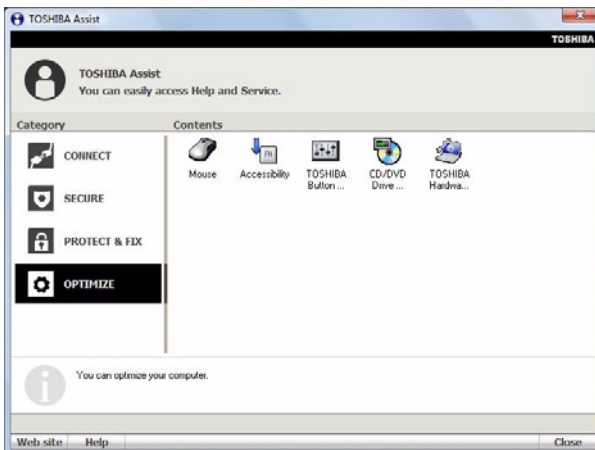 TOSHIBA Assist
TOSHIBA
TOSHIBA Assist
You can easily access Help and Service.
Category
Contents
CONNECT
SECURE
PROTECT & FIX
OPTIMIZE
Mouse
Accessibility
FN
TOSHIBA
Button ...
CD/DVD
Drive ...
TOSHIBA
Hardwa...
You can optimize your computer.
Web site
Help
Close